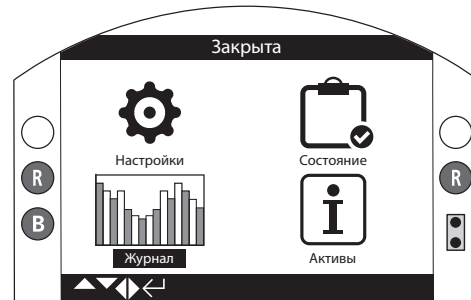 Закрыта
Настройки
Состояние
R
R
B
Журнал
Активы